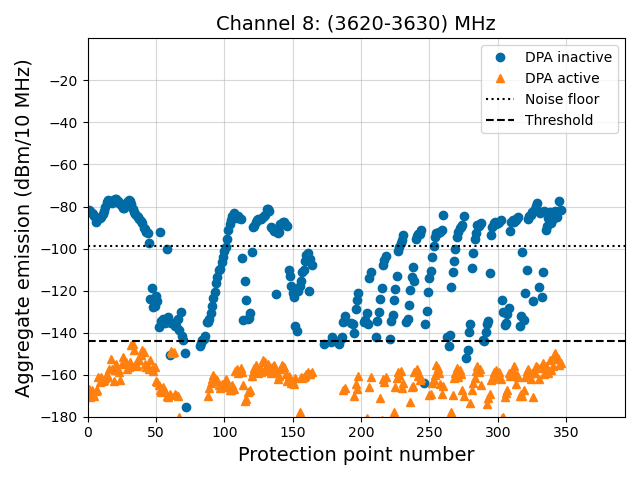 Channel 8: (3620-3630) MHz
DPA inactive
DPA active
Noise floor
Threshold
Aggregate emission (dBm/10 MHz)
−20
−40
−60
−80
−100
−120
−140
−160
−180
0 50 100 150 200 250 300 350
Protection point number